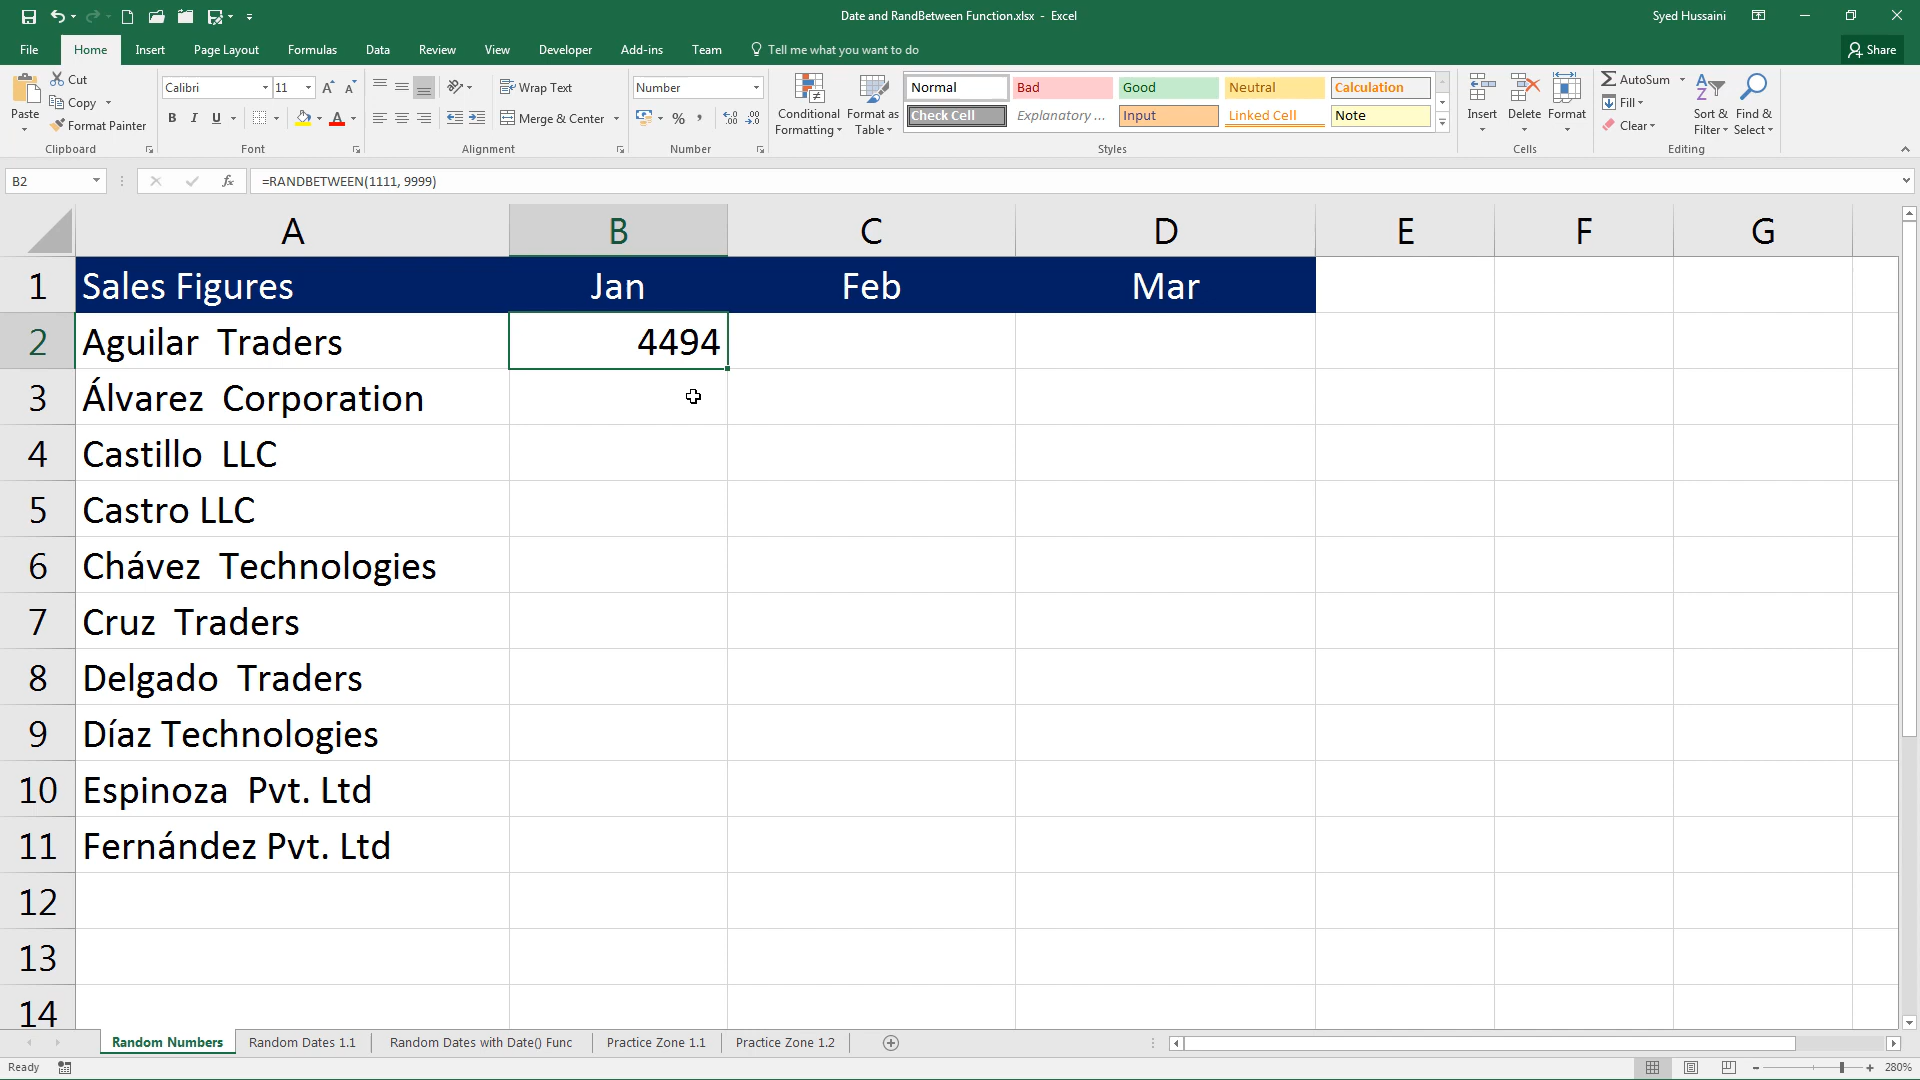 Date and RandBetween Function.xlsx - Excel
Syed Hussaini
File Home Insert Page Layout Formulas Data Review View Developer Add-ins Team Tell me what you want to do Share
Paste
Cut
Copy
Format Painter
Clipboard
Calibri 11
B I U
Font
Wrap Text
Merge & Center
Alignment
Number
%
Number
Conditional Formatting
Format as Table
Normal Bad Good Neutral Calculation
Check Cell Explanatory ... Input Linked Cell Note
Styles
Insert Delete Format
Cells
AutoSum
Fill
Clear
Sort & Filter
Find & Select
Editing
B2 fx =RANDBETWEEN(1111, 9999)
A B C D E F G
1 Sales Figures Jan Feb Mar
2 Aguilar Traders 4494
3 Álvarez Corporation
4 Castillo LLC
5 Castro LLC
6 Chávez Technologies
7 Cruz Traders
8 Delgado Traders
9 Díaz Technologies
10 Espinoza Pvt. Ltd
11 Fernández Pvt. Ltd
12
13
14
Random Numbers Random Dates 1.1 Random Dates with Date() Func Practice Zone 1.1 Practice Zone 1.2
Ready 280%